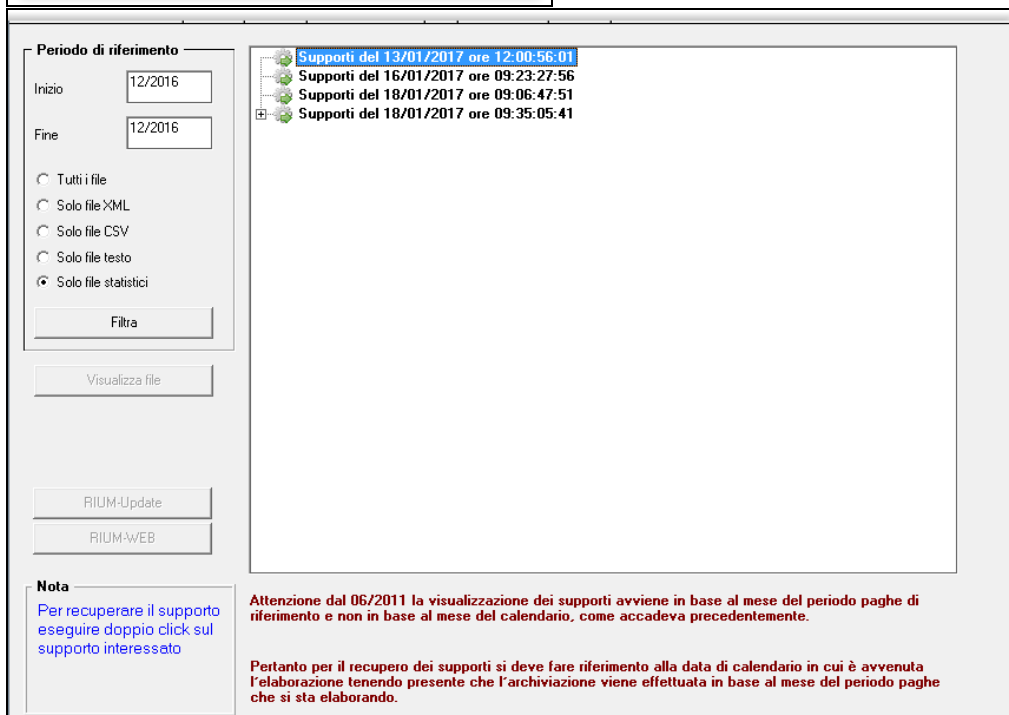 Periodo di riferimento
Inizio
12/2016
Fine
12/2016
Tutti i file
Solo file XML
Solo file CSV
Solo file testo
Solo file statistici
Filtra
Visualizza file
RIUM-Update
RIUM-WEB
Nota
Per recuperare il supporto
eseguire doppio click sul
supporto interessato
Supporti del 13/01/2017 ore 12:00:56:01
Supporti del 16/01/2017 ore 09:23:27:56
Supporti del 18/01/2017 ore 09:06:47:51
Supporti del 18/01/2017 ore 09:35:05:41
Attenzione dal 06/2011 la visualizzazione dei supporti avviene in base al mese del periodo paghe di
riferimento e non in base al mese del calendario, come accadeva precedentemente.
Pertanto per il recupero dei supporti si deve fare riferimento alla data di calendario in cui è avvenuta
l'elaborazione tenendo presente che l'archiviazione viene effettuata in base al mese del periodo paghe
che si sta elaborando.